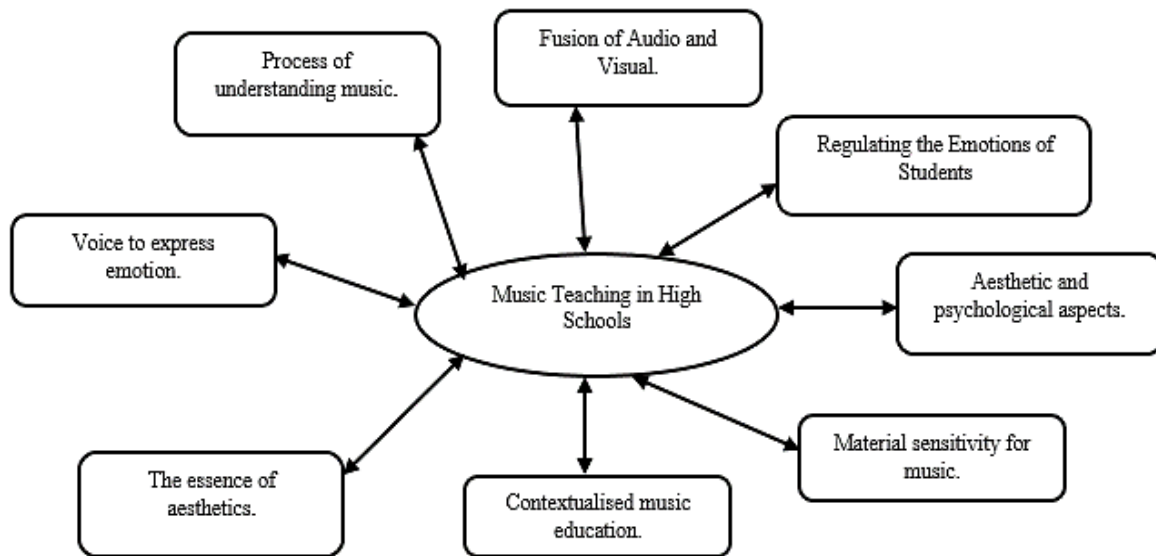 Fusion of Audio and
Visual.
Process of
understanding music.
Regulating the Emotions of
Students
Voice to express
emotion.
Music Teaching in High
Schools
Aesthetic and
psychological aspects.
The essence of
aesthetics.
Contextualised music
education.
Material sensitivity for
music.